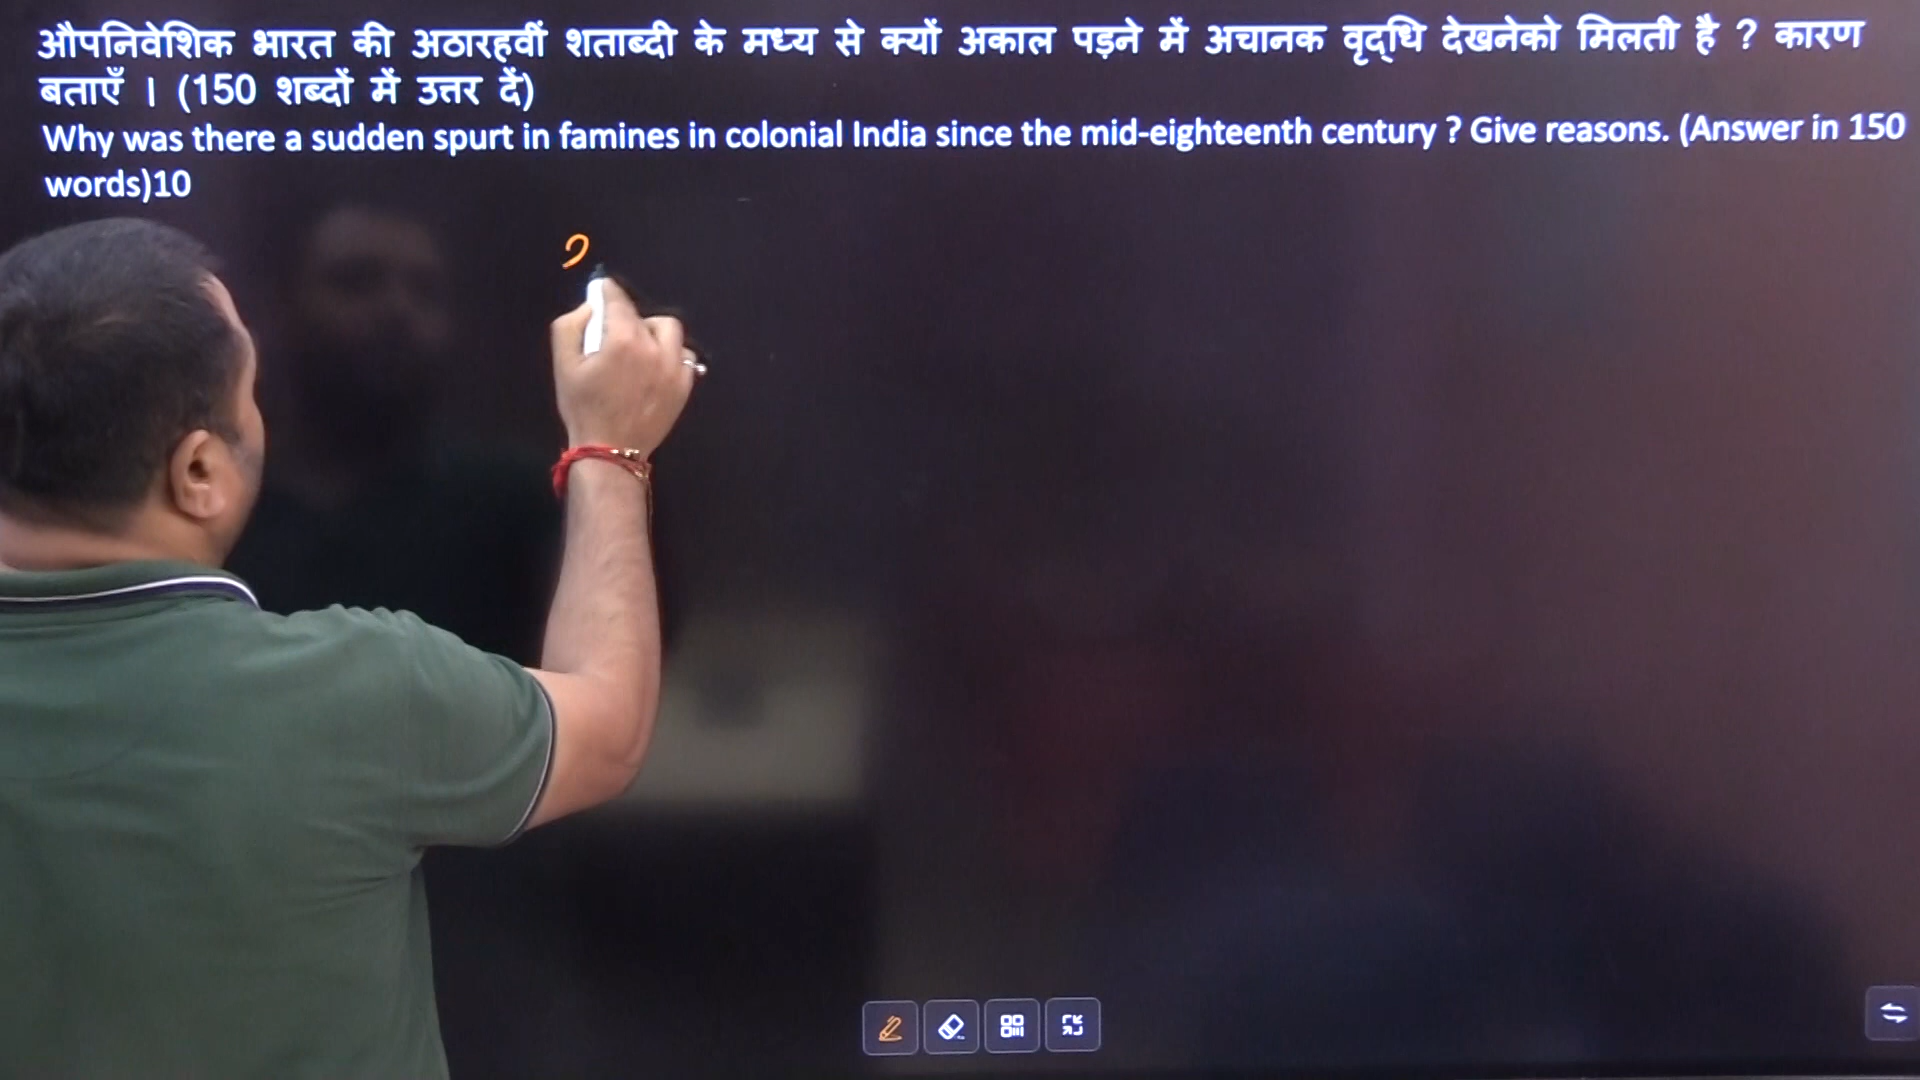 औपनिवेशिक भारत की अठारहवीं शताब्दी के मध्य से क्यों अकाल पड़ने में अचानक वृद्धि देखनेको मिलती है ? कारण
बताएँ । (150 शब्दों में उत्तर दें)
Why was there a sudden spurt in famines in colonial India since the mid-eighteenth century ? Give reasons. (Answer in 150
words)10